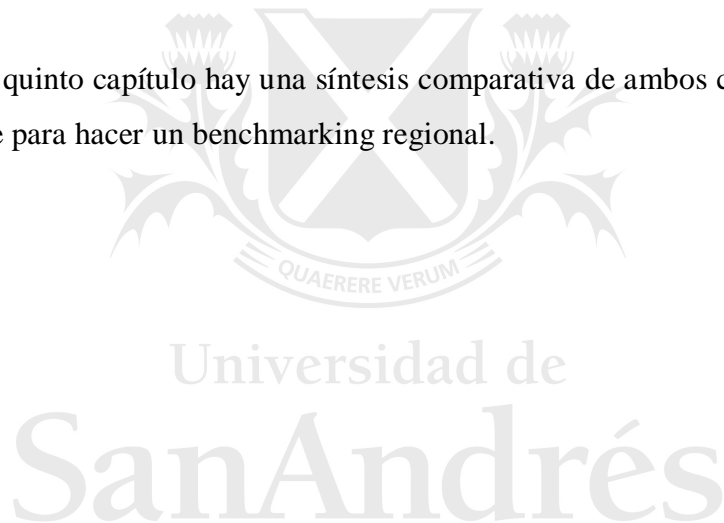 quinto capítulo hay una síntesis comparativa de ambos
para hacer un benchmarking regional.
QUAERERE VERUM
Universidad de
SanAndrés